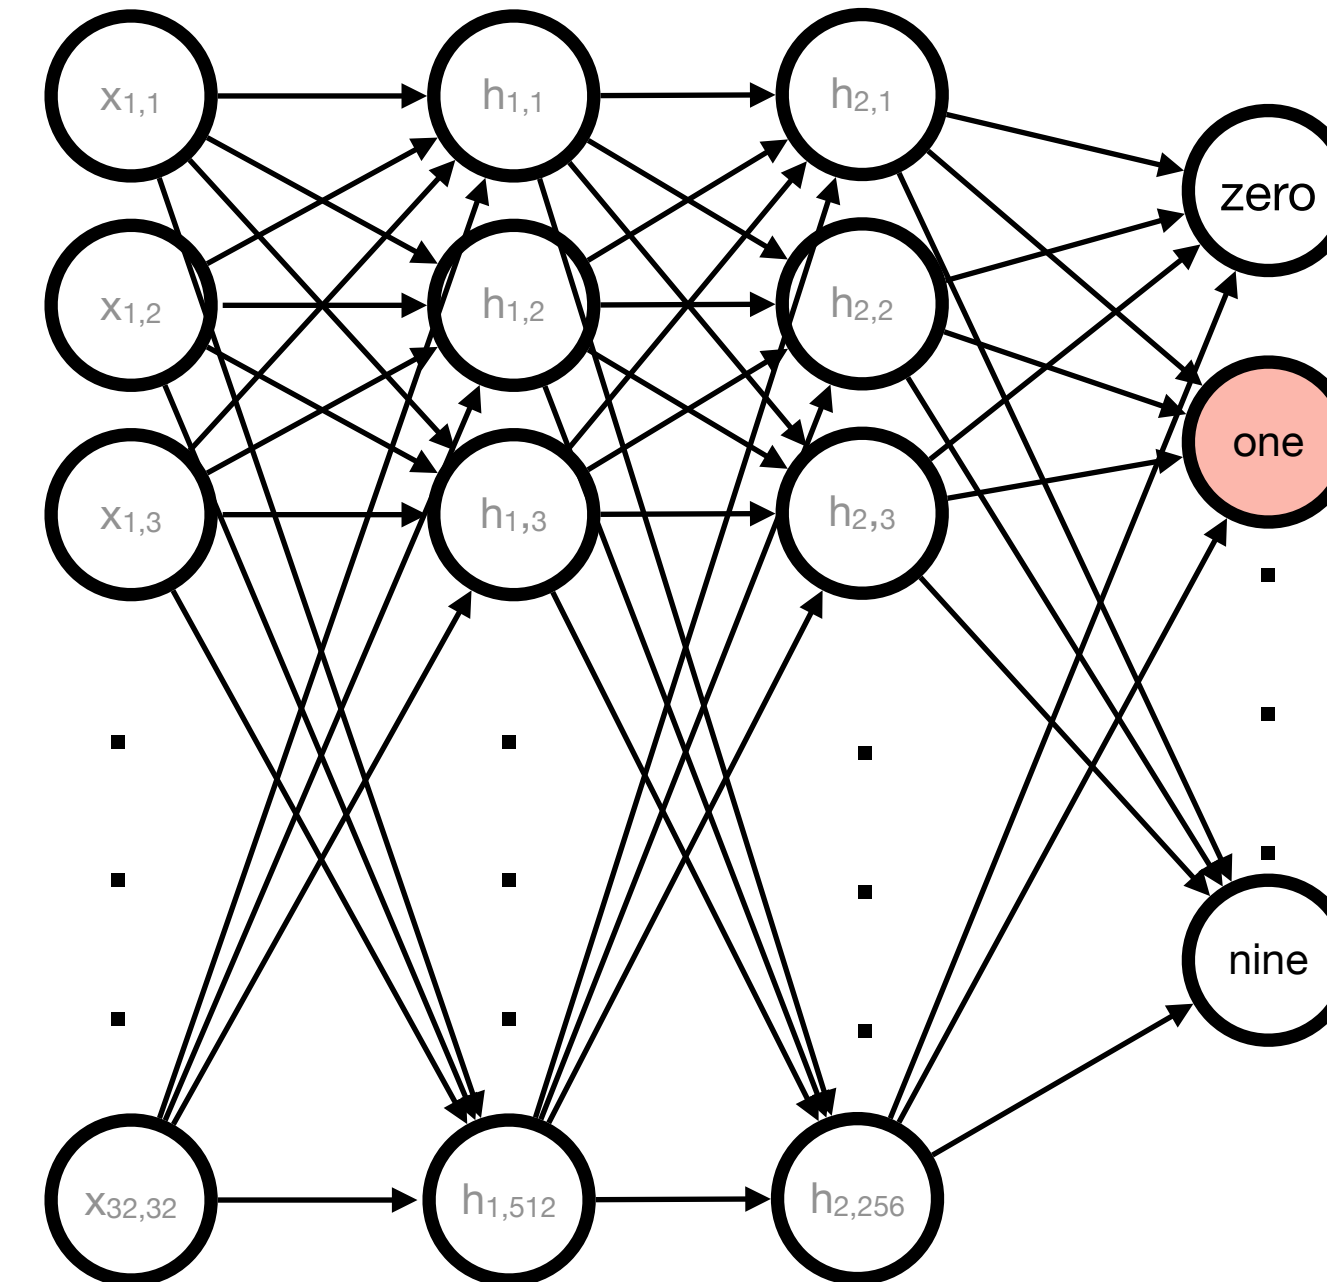 x1,1
h1,1
h2,1
zero
x1,2
h1,2
h2,2
one
x1,3
h1,3
h2,3
nine
x32,32
h1,512
h2,256